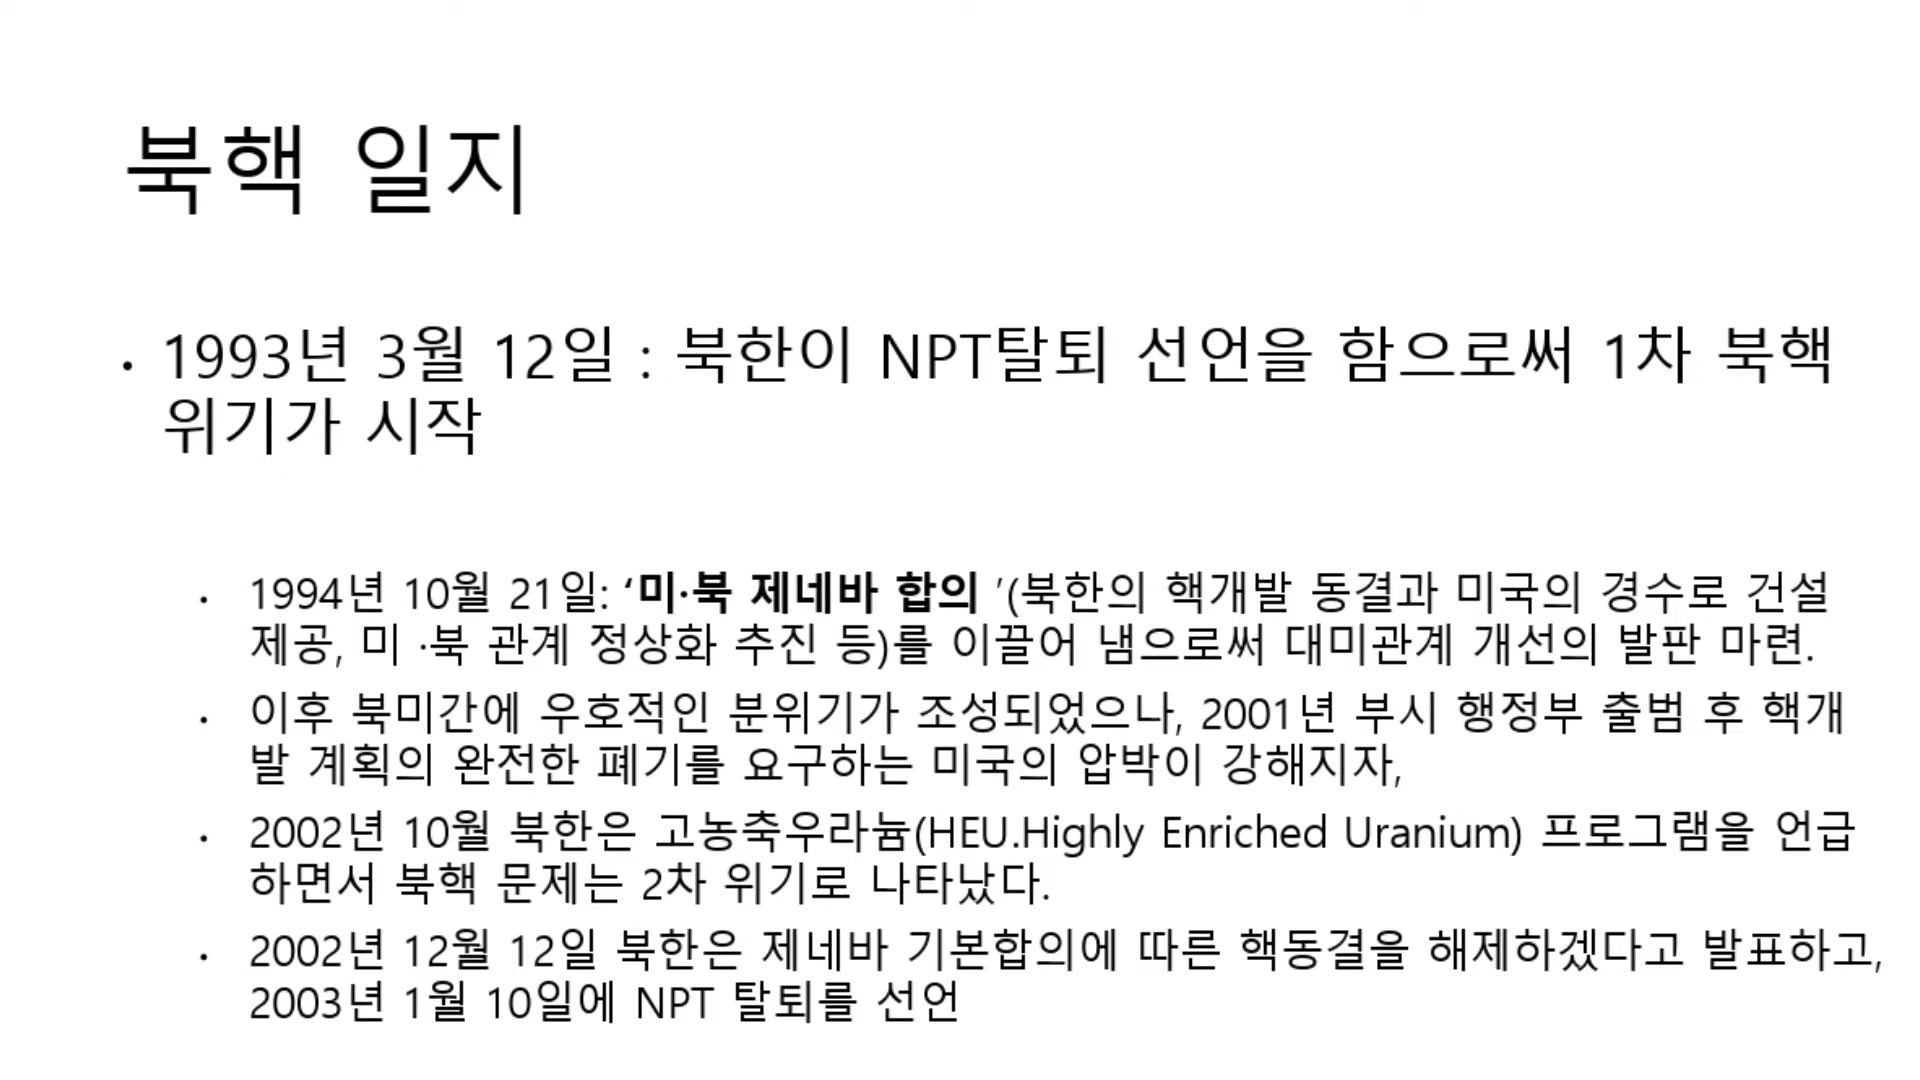 북핵 일지
• 1993년 3월 12일 : 북한이 NPT탈퇴 선언을 함으로써 1차 북핵
위기가 시작
• 1994년 10월 21일: ‘미·북 제네바 합의 ’(북한의 핵개발 동결과 미국의 경수로 건설
제공, 미 ·북 관계 정상화 추진 등)를 이끌어 냄으로써 대미관계 개선의 발판 마련.
• 이후 북미간에 우호적인 분위기가 조성되었으나, 2001년 부시 행정부 출범 후 핵개
발 계획의 완전한 폐기를 요구하는 미국의 압박이 강해지자,
• 2002년 10월 북한은 고농축우라늄(HEU.Highly Enriched Uranium) 프로그램을 언급
하면서 북핵 문제는 2차 위기로 나타났다.
• 2002년 12월 12일 북한은 제네바 기본합의에 따른 핵동결을 해제하겠다고 발표하고,
2003년 1월 10일에 NPT 탈퇴를 선언